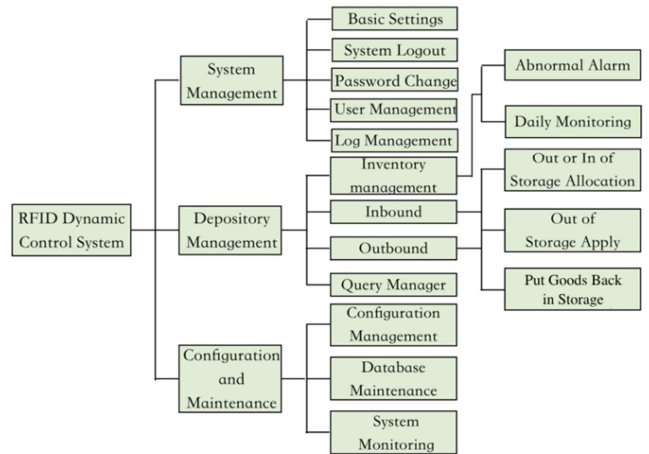 RFID Dynamic
Control System
System
Management
Basic Settings
System Logout
Password Change
User Management
Log Management
Depository
Management
Inventory
management
Inbound
Outbound
Query Manager
Abnormal Alarm
Daily Monitoring
Out or In of
Storage Allocation
Out of
Storage Apply
Put Goods Back
in Storage
Configuration
and
Maintenance
Configuration
Management
Database
Maintenance
System
Monitoring